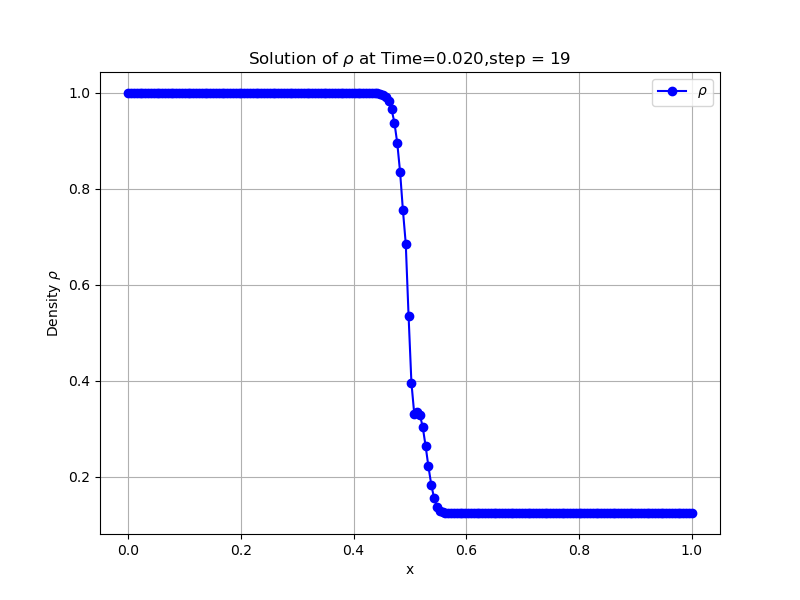 Solution of ρ at Time=0.020,step = 19
ρ
1.0
0.8
0.6
0.4
0.2
Density ρ
0.0
0.2
0.4
0.6
0.8
1.0
x